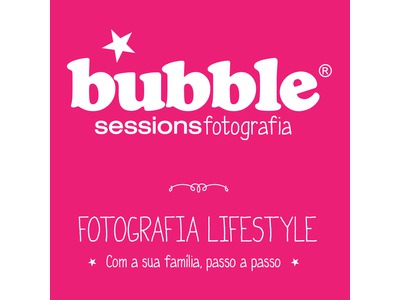 bubble®
sessionsfotografia
FOTOGRAFIA LIFESTYLE
★ Com a sua família, passo a passo ★